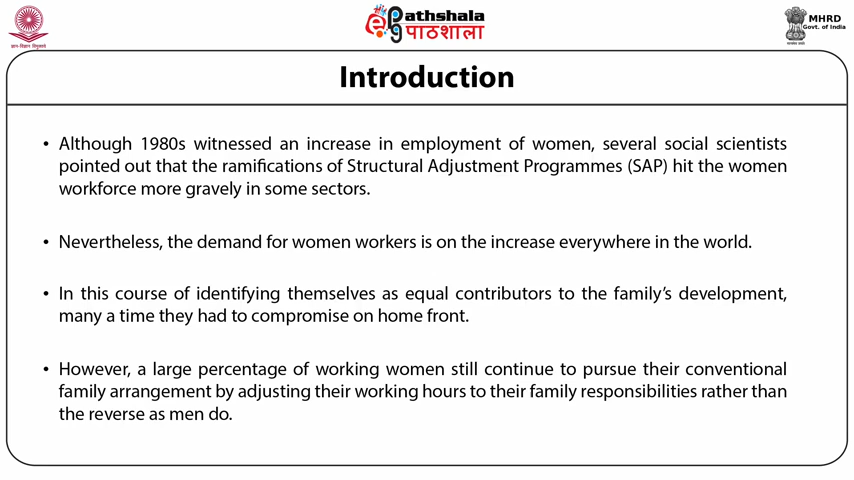 ज्ञान-विज्ञान विमुक्तये
Pathshala
पाठशाला
MHRD
Govt. of India
सत्यमेव जयते
Introduction
• Although 1980s witnessed an increase in employment of women, several social scientists
pointed out that the ramifications of Structural Adjustment Programmes (SAP) hit the women
workforce more gravely in some sectors.
• Nevertheless, the demand for women workers is on the increase everywhere in the world.
• In this course of identifying themselves as equal contributors to the family's development,
many a time they had to compromise on home front.
• However, a large percentage of working women still continue to pursue their conventional
family arrangement by adjusting their working hours to their family responsibilities rather than
the reverse as men do.